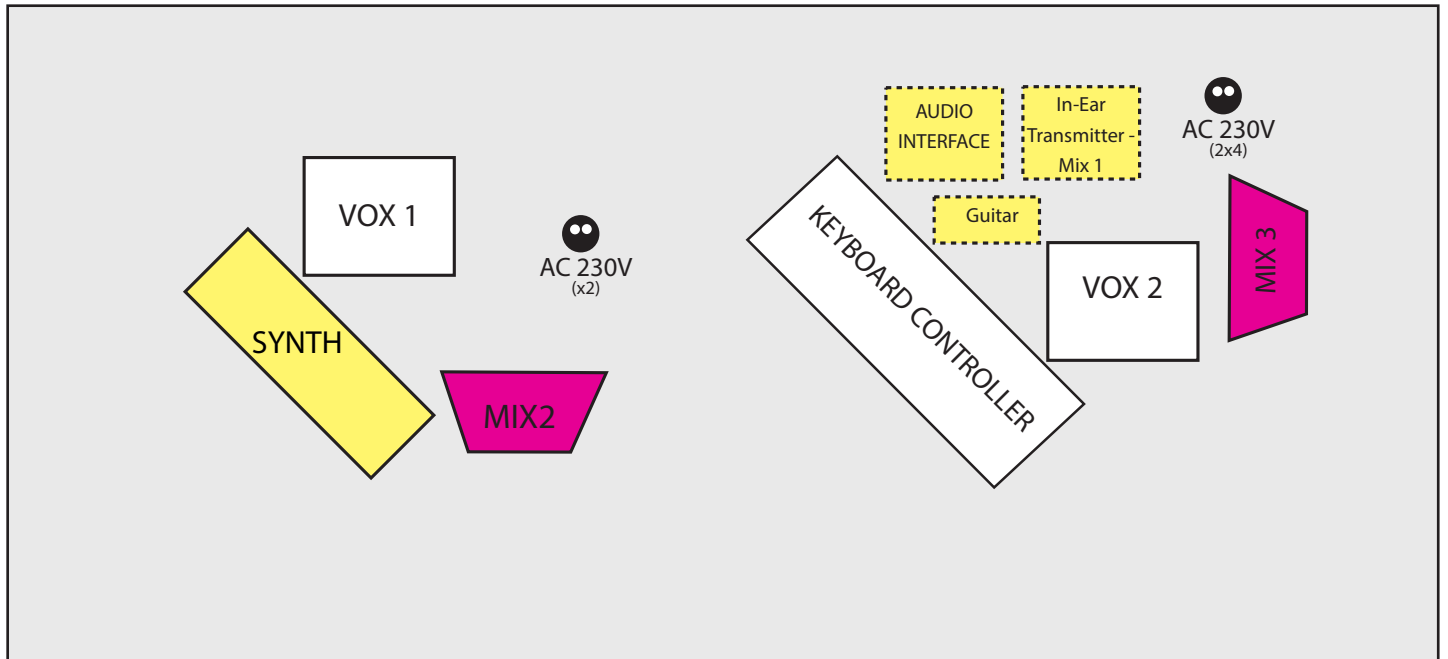 VOX 1
AC 230V
(x2)
SYNTH
MIX2
AUDIO
INTERFACE
In-Ear
Transmitter -
Mix 1
AC 230V
(2x4)
Guitar
KEYBOARD CONTROLLER
VOX 2
MIX 3